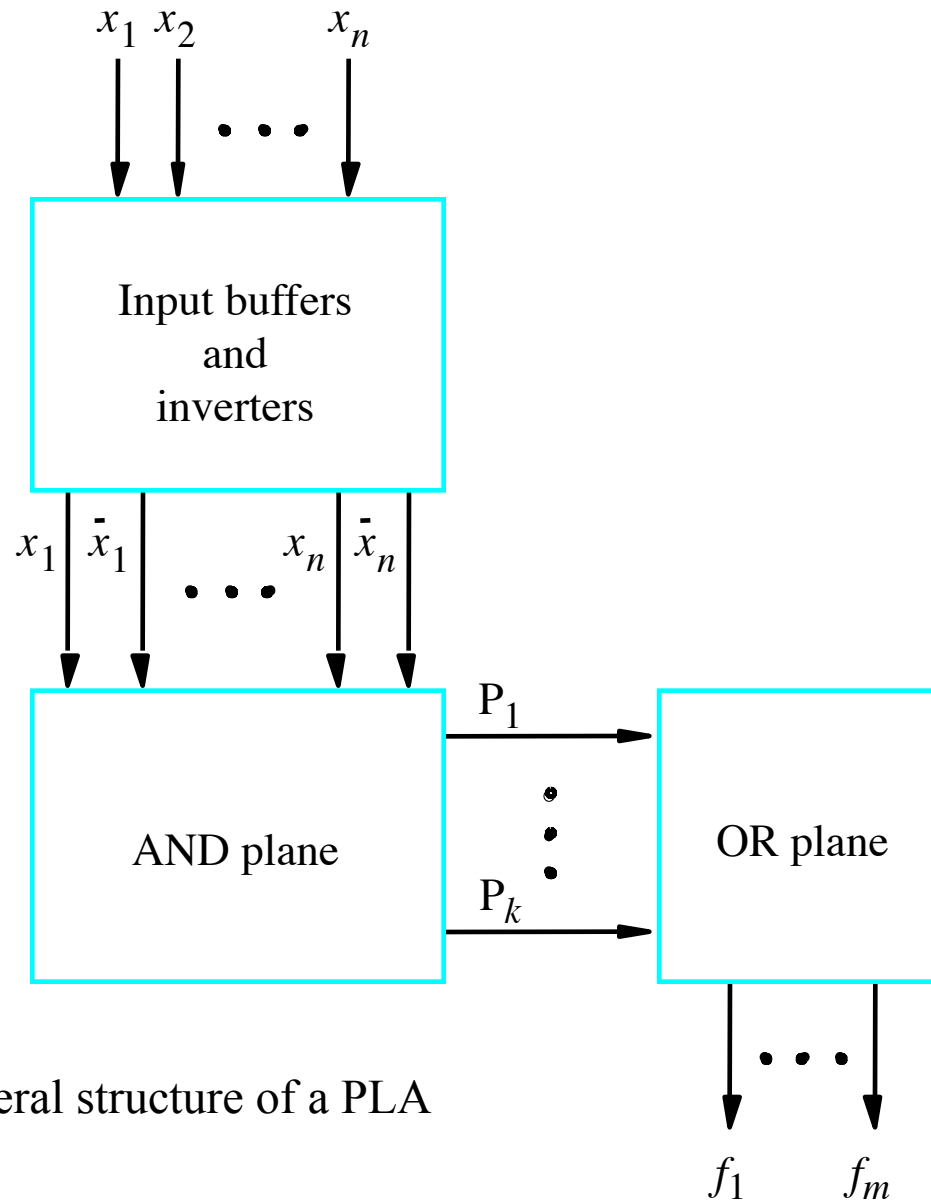 x1 x2 xn
Input buffers
and
inverters
x1 x̄1 xn x̄n
P1
AND plane
OR plane
Pk
eral structure of a PLA
f1 fm